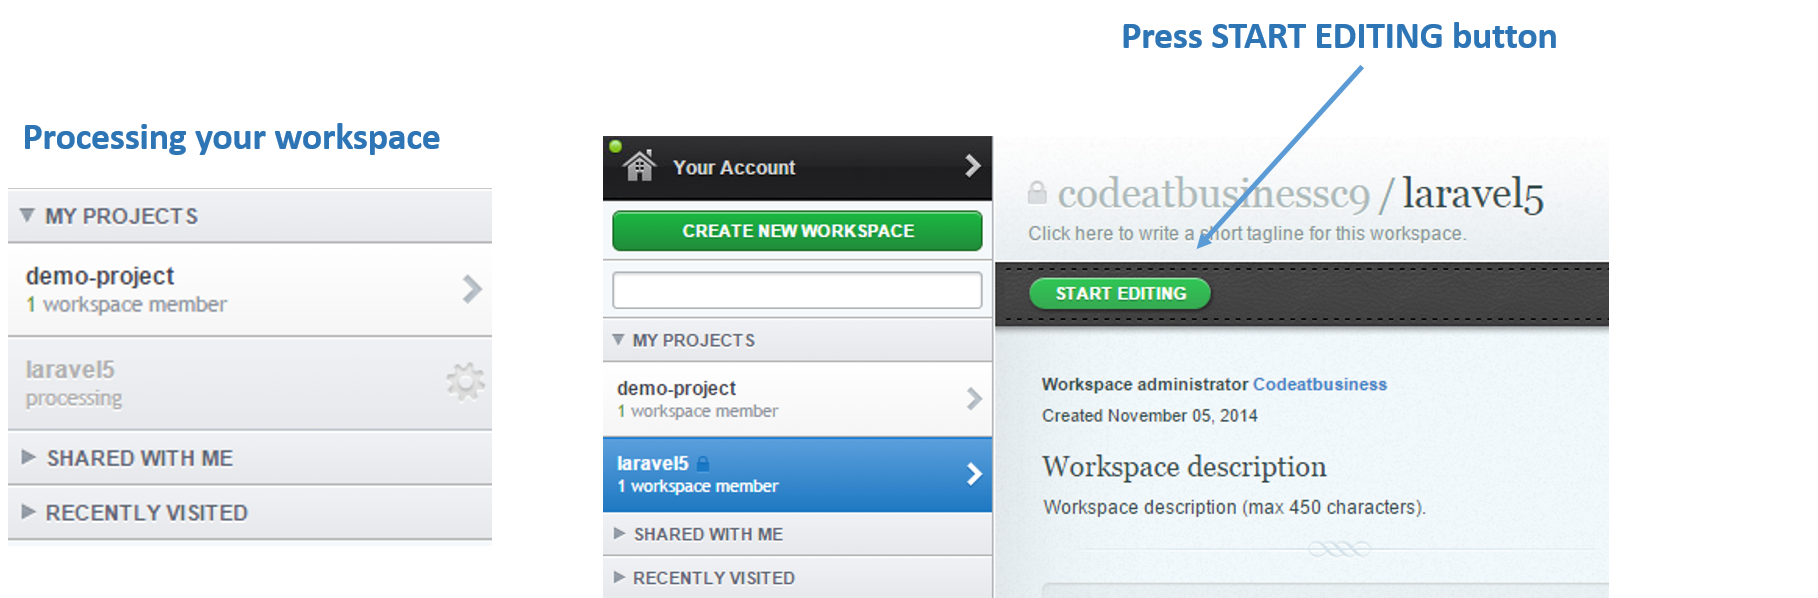 Press START EDITING button
Processing your workspace
MY PROJECTS
demo-project
1 workspace member
laravel5
processing
SHARED WITH ME
RECENTLY VISITED
Your Account
CREATE NEW WORKSPACE
MY PROJECTS
demo-project
1 workspace member
laravel5
1 workspace member
SHARED WITH ME
RECENTLY VISITED
codeatbusinessc9 / laravel5
Click here to write a short tagline for this workspace.
START EDITING
Workspace administrator Codeatbusiness
Created November 05, 2014
Workspace description
Workspace description (max 450 characters).